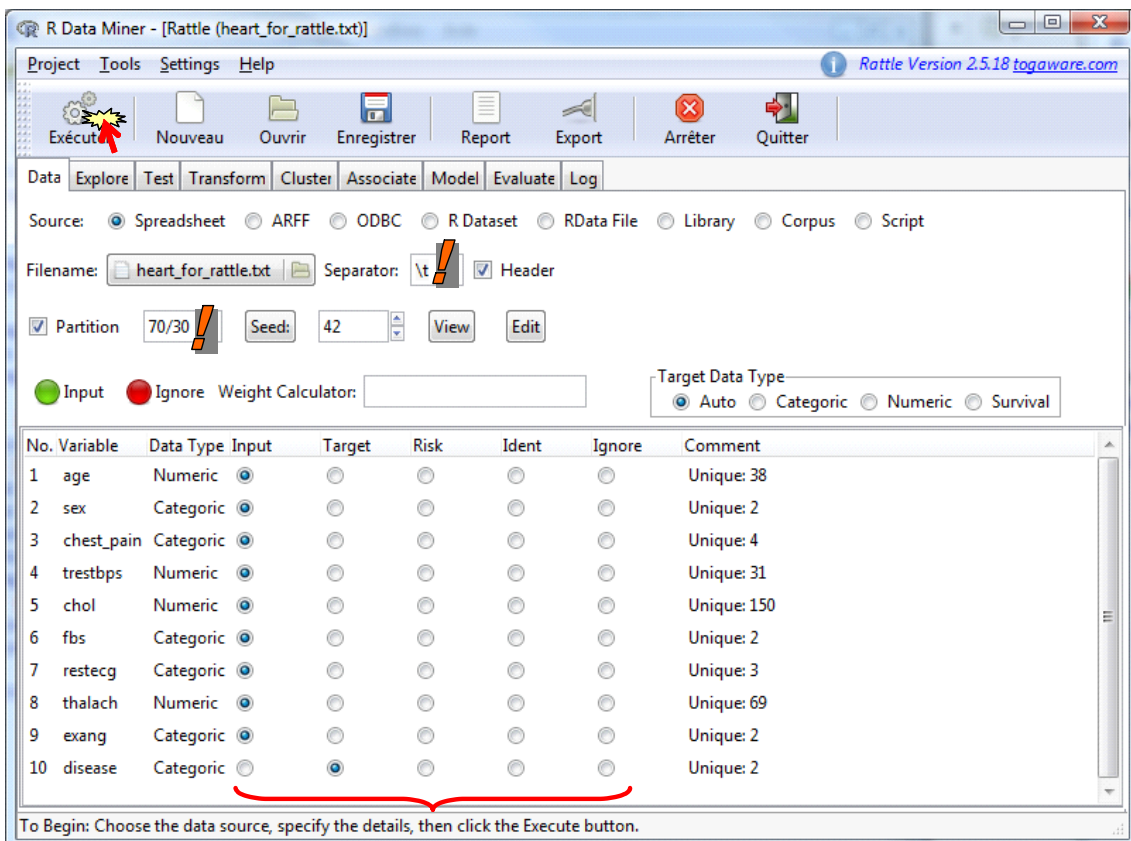 R Data Miner - [Rattle (heart_for_rattle.txt)]
Project Tools Settings Help Rattle Version 2.5.18 togaware.com
Exécuter Nouveau Ouvrir Enregistrer Report Export Arrêter Quitter
Data Explore Test Transform Cluster Associate Model Evaluate Log
Source: Spreadsheet ARFF ODBC R Dataset RData File Library Corpus Script
Filename: heart_for_rattle.txt Separator: \t Header
Partition 70/30 Seed: 42 View Edit
Target Data Type
Input Ignore Weight Calculator: Auto Categoric Numeric Survival
No. Variable Data Type Input Target Risk Ident Ignore Comment
1 age Numeric Unique: 38
2 sex Categoric Unique: 2
3 chest_pain Categoric Unique: 4
4 trestbps Numeric Unique: 31
5 chol Numeric Unique: 150
6 fbs Categoric Unique: 2
7 restecg Categoric Unique: 3
8 thalach Numeric Unique: 69
9 exang Categoric Unique: 2
10 disease Categoric Unique: 2
To Begin: Choose the data source, specify the details, then click the Execute button.